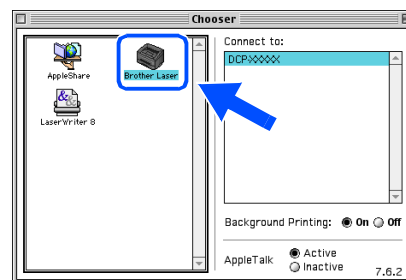 Chooser
Connect to:
DCP-XXXX
AppleShare
Brother Laser
LaserWriter 8
Background Printing: On Off
AppleTalk
Active
Inactive
7.6.2